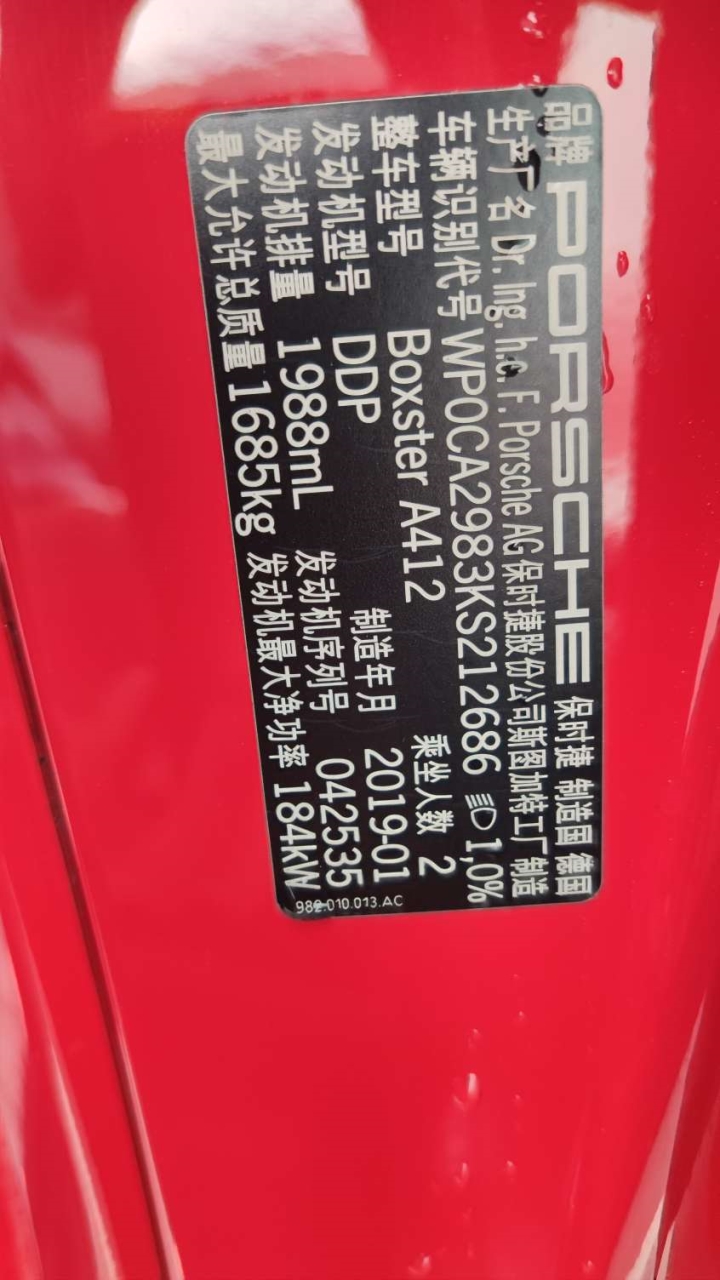 品牌 PORSCHE 保时捷 制造国 德国
生产厂名 Dr. Ing. h.c. F. Porsche AG 保时捷股份公司斯图加特工厂 制造
车辆识别代号 WP0CA2983KS212686 1,0%
整车型号 Boxster A412 乘坐人数 2
发动机型号 DDP 制造年月 2019-01
发动机排量 1988mL 发动机序列号 042535
最大允许总质量 1685kg 发动机最大净功率 184kW
982.010.013.AC